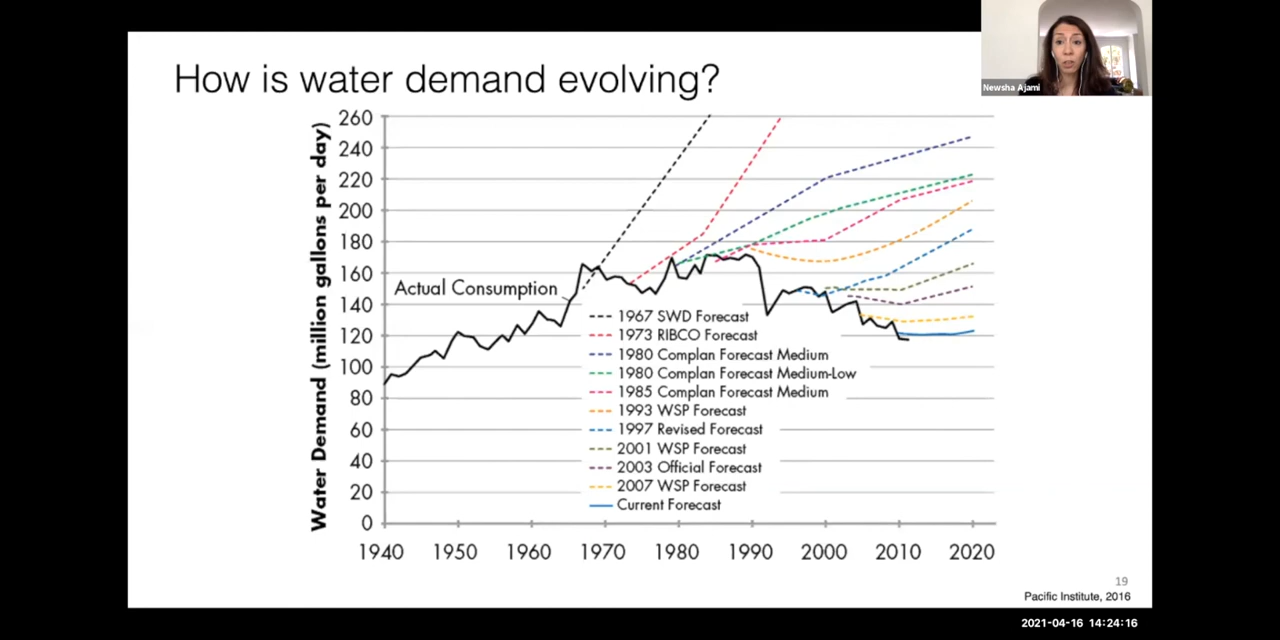 Newsha Ajami
How is water demand evolving?
Water Demand (million gallons per day)
260
240
220
200
180
160
140
120
100
80
60
40
20
0
Actual Consumption
1967 SWD Forecast
1973 RIBCO Forecast
1980 Complan Forecast Medium
1980 Complan Forecast Medium-Low
1985 Complan Forecast Medium
1993 WSP Forecast
1997 Revised Forecast
2001 WSP Forecast
2003 Official Forecast
2007 WSP Forecast
Current Forecast
1940 1950 1960 1970 1980 1990 2000 2010 2020
19
Pacific Institute, 2016
2021-04-16 14:24:16